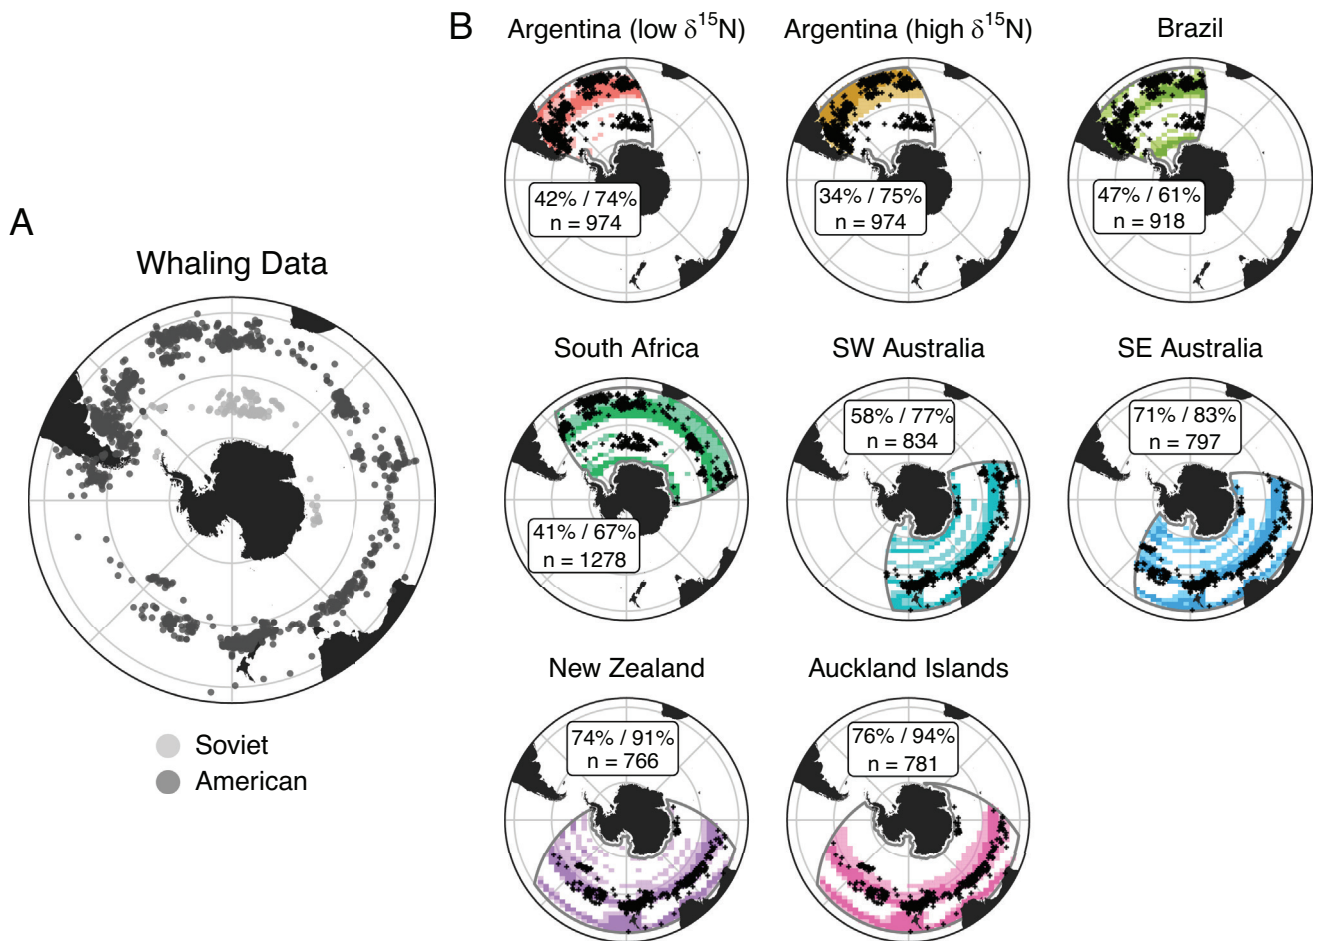 A
Whaling Data
Soviet
American
B
Argentina (low δ¹⁵N)
42% / 74%
n = 974
Argentina (high δ¹⁵N)
34% / 75%
n = 974
Brazil
47% / 61%
n = 918
South Africa
41% / 67%
n = 1278
SW Australia
58% / 77%
n = 834
SE Australia
71% / 83%
n = 797
New Zealand
74% / 91%
n = 766
Auckland Islands
76% / 94%
n = 781